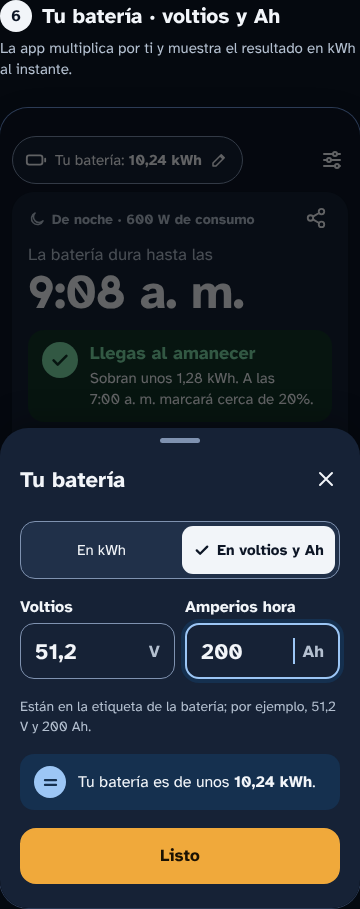 6 Tu batería · voltios y Ah
La app multiplica por ti y muestra el resultado en kWh
al instante.
Tu batería: 10,24 kWh
De noche · 600 W de consumo
La batería dura hasta las
9:08 a. m.
Llegas al amanecer
Sobran unos 1,28 kWh. A las
7:00 a. m. marcará cerca de 20%.
Tu batería
En kWh
En voltios y Ah
Voltios
Amperios hora
51,2 V
200 Ah
Están en la etiqueta de la batería; por ejemplo, 51,2
V y 200 Ah.
Tu batería es de unos 10,24 kWh.
Listo